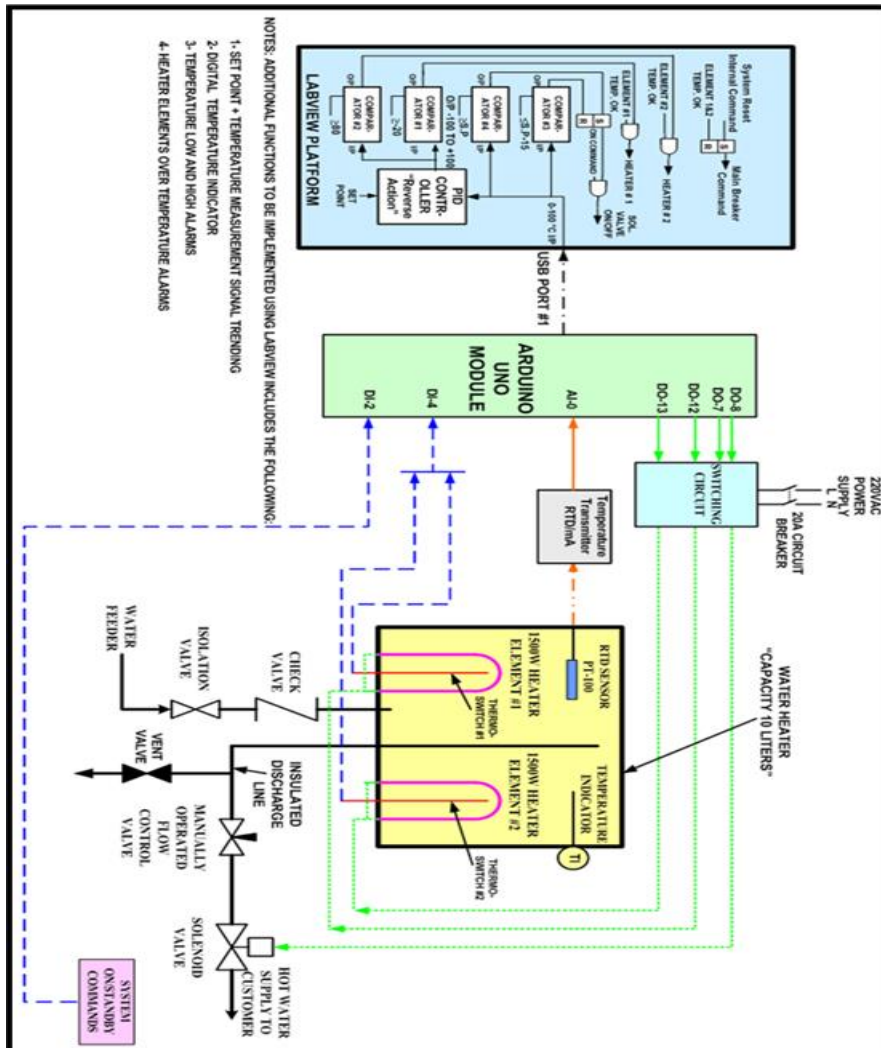 System Reset
Internal Command
ELEMENT 1&2
TEMP. OK
S
R
Main Breaker
Command
ELEMENT #2
TEMP. OK
HEATER # 2
ELEMENT #1
TEMP. OK
HEATER # 1
S
R
ON COMMAND
SOL.
VALVE
ON/OFF
COMPAR-
ATOR #3
O/P
I/P
≤S.P-15
COMPAR-
ATOR #4
O/P
I/P
≥S.P
O/P -100 TO +100
COMPAR-
ATOR #1
O/P
I/P
≥-20
COMPAR-
ATOR #2
O/P
I/P
≥60
PID
CONTR-
OLLER
"Reverse
Action"
SET
POINT
0-100 °C I/P
LABVIEW PLATFORM
USB PORT #1
ARDUINO
UNO
MODULE
DO-8
DO-7
DO-12
DO-13
AI-0
DI-4
DI-2
220VAC
POWER
SUPPLY
L N
20A CIRCUIT
BREAKER
SWITCHING
CIRCUIT
Temperature
Transmitter
RTD/mA
WATER HEATER
"CAPACITY 10 LITERS"
RTD SENSOR
PT-100
1500W HEATER
ELEMENT #1
THERMO-
SWITCH #1
TEMPERATURE
INDICATOR
TI
1500W HEATER
ELEMENT #2
THERMO-
SWITCH #2
CHECK
VALVE
ISOLATION
VALVE
WATER
FEEDER
INSULATED
DISCHARGE
LINE
VENT
VALVE
MANUALLY
OPERATED
FLOW
CONTROL
VALVE
SOLENOID
VALVE
HOT WATER
SUPPLY TO
CUSTOMER
SYSTEM
ON/STANDBY
COMMANDS
NOTES: ADDITIONAL FUNCTIONS TO BE IMPLEMENTED USING LABVIEW INCLUDES THE FOLLOWING:
1- SET POINT + TEMPERATURE MEASUREMENT SIGNAL TRENDING
2- DIGITAL TEMPERATURE INDICATOR
3- TEMPERATURE LOW AND HIGH ALARMS
4- HEATER ELEMENTS OVER TEMPERATURE ALARMS